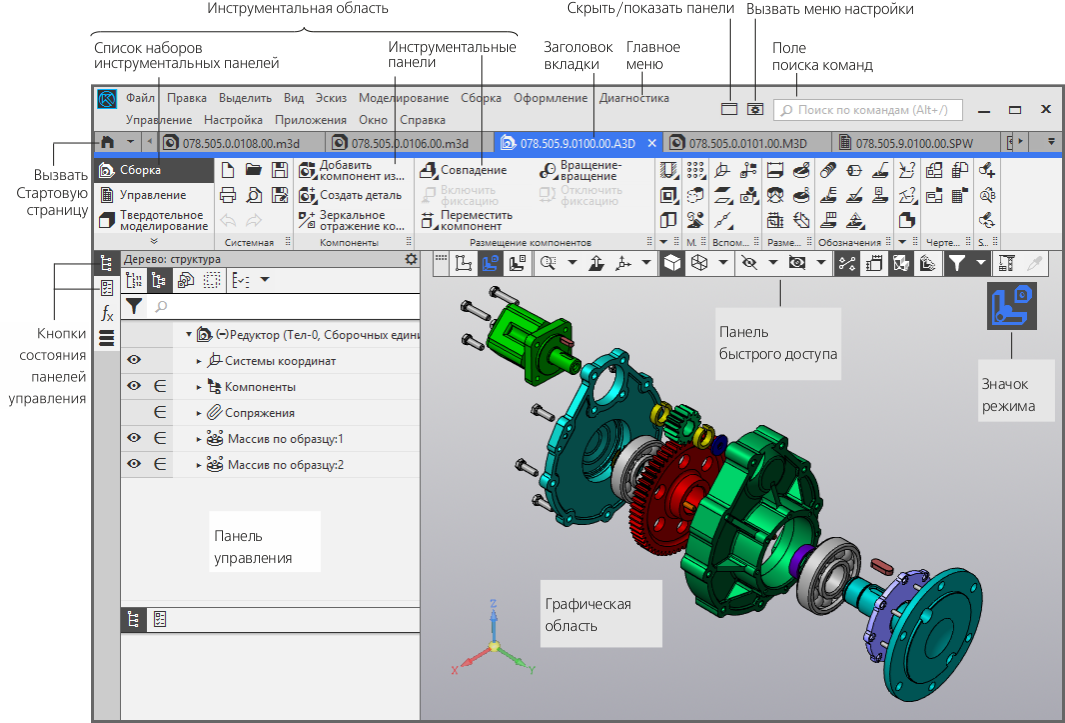 Инструментальная область
Скрыть/показать панели
Вызвать меню настройки
Список наборов
инструментальных панелей
Инструментальные
панели
Заголовок
вкладки
Главное
меню
Поле
поиска команд
Файл Правка Выделить Вид Эскиз Моделирование Сборка Оформление Диагностика
Управление Настройка Приложения Окно Справка
Поиск по командам (Alt+/)
078.505.0.0108.00.m3d
078.505.0.0106.00.m3d
078.505.9.0100.00.A3D
078.505.0.0101.00.M3D
078.505.9.0100.00.SPW
Вызвать
Стартовую
страницу
Сборка
Управление
Твердотельное
моделирование
Системная
Добавить
компонент из...
Создать деталь
Зеркальное
отражение ко...
Компоненты
Совпадение
Включить
фиксацию
Переместить
компонент
Вращение-
вращение
Отключить
фиксацию
Размещение компонентов
М.
Вспом...
Разме...
Обозначения
Черте...
S...
Дерево: структура
fx
Кнопки
состояния
панелей
управления
(-)Редуктор (Тел-0, Сборочных едини
Системы координат
Компоненты
Сопряжения
Массив по образцу:1
Массив по образцу:2
Панель
управления
Панель
быстрого доступа
Значок
режима
Графическая
область
Z
X
Y